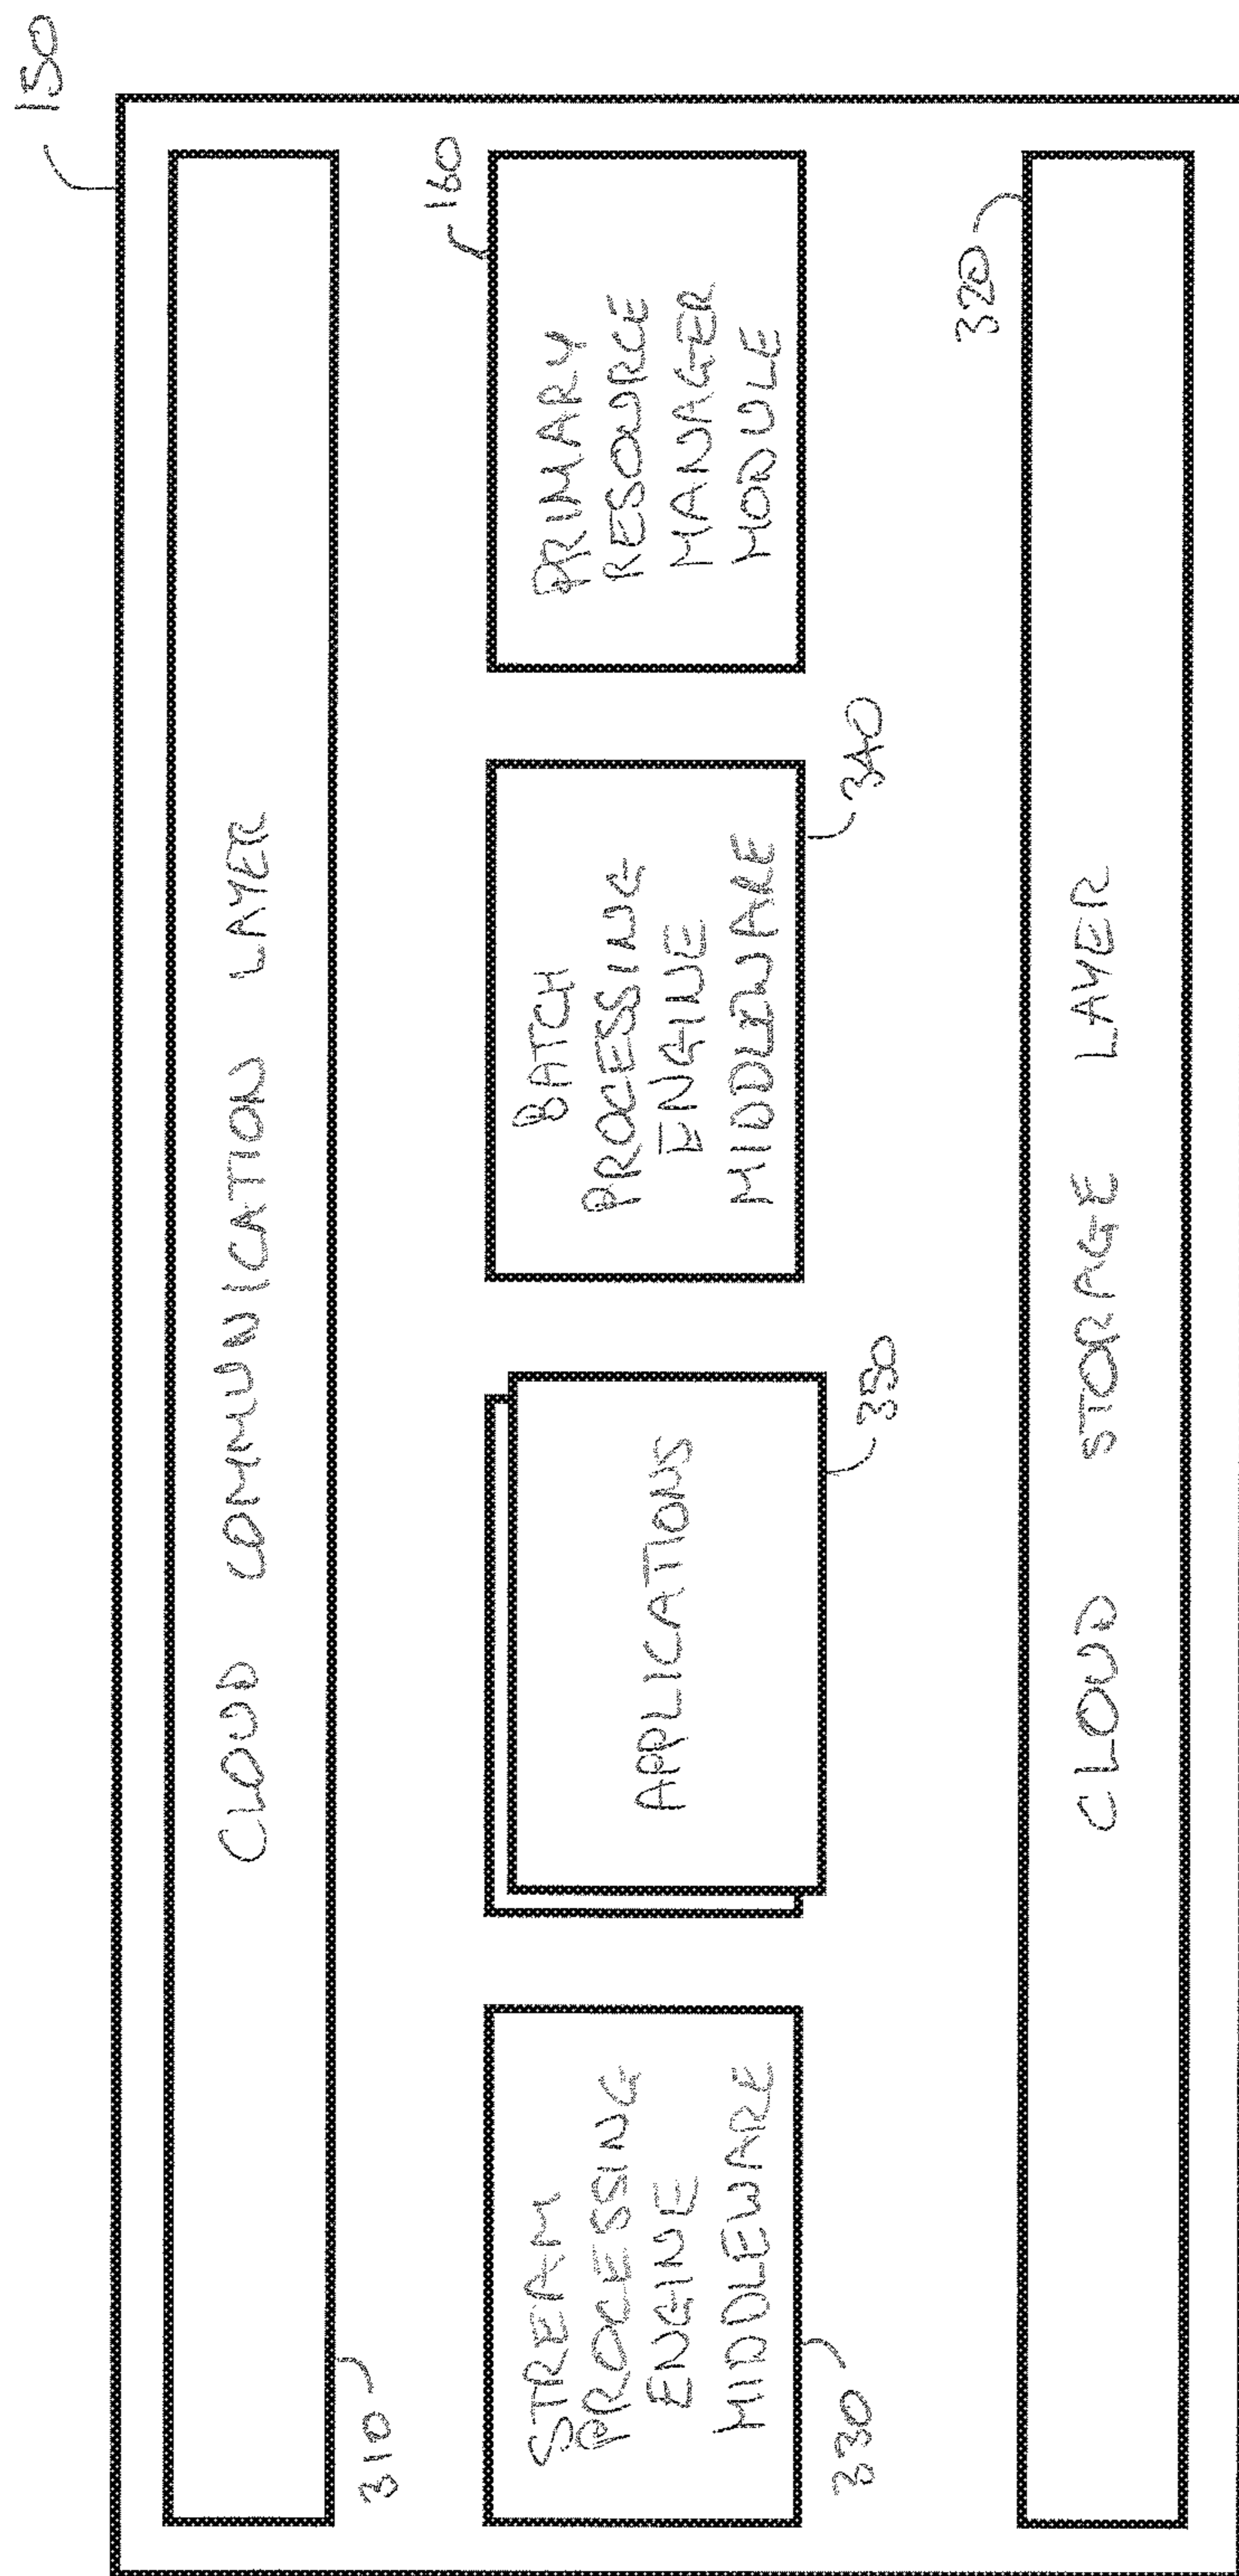 150
CLOUD COMMUNICATION LAYER
310
STREAM
PROCESSING
ENGINE
MIDDLEWARE
330
APPLICATIONS
350
BATCH
PROCESSING
ENGINE
MIDDLEWARE
340
PRIMARY
RESOURCE
MANAGER
MODULE
160
CLOUD STORAGE LAYER
320